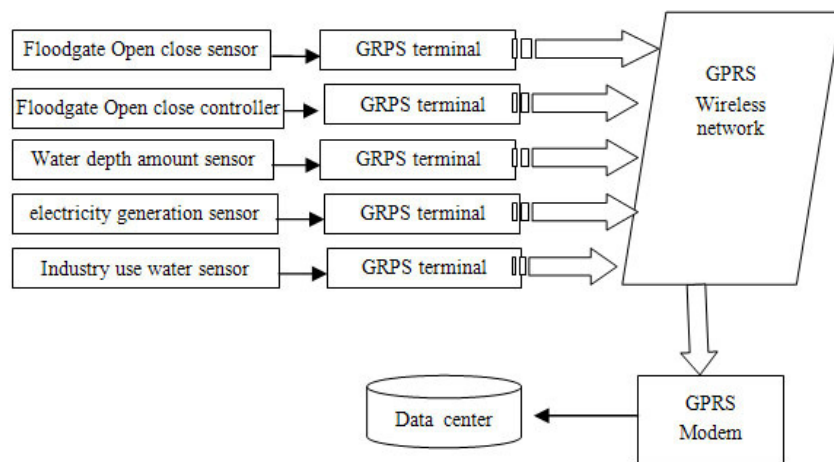 Floodgate Open close sensor
GRPS terminal
Floodgate Open close controller
GRPS terminal
Water depth amount sensor
GRPS terminal
electricity generation sensor
GRPS terminal
Industry use water sensor
GRPS terminal
GPRS
Wireless
network
Data center
GPRS
Modem